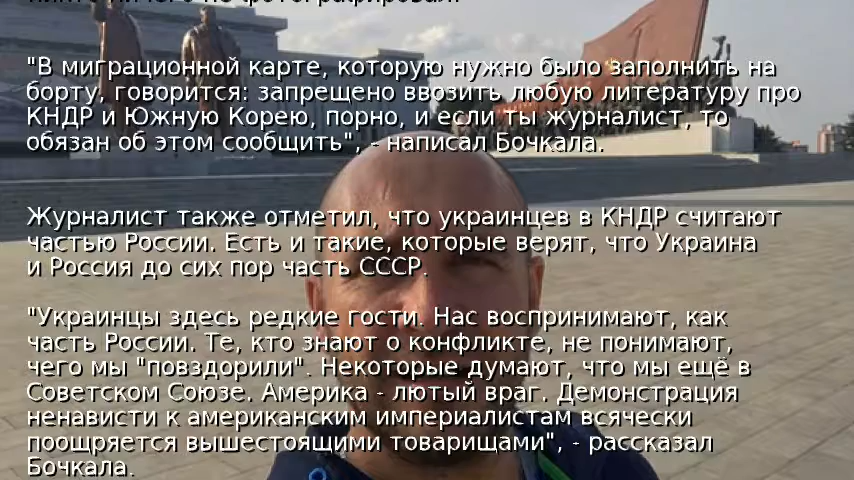 "В миграционной карте, которую нужно было заполнить на
борту, говорится: запрещено ввозить любую литературу про
КНДР и Южную Корею, порно, и если ты журналист, то
обязан об этом сообщить", - написал Бочкала.
Журналист также отметил, что украинцев в КНДР считают
частью России. Есть и такие, которые верят, что Украина
и Россия до сих пор часть СССР.
"Украинцы здесь редкие гости. Нас воспринимают, как
часть России. Те, кто знают о конфликте, не понимают,
чего мы "повздорили". Некоторые думают, что мы ещё в
Советском Союзе. Америка - лютый враг. Демонстрация
ненависти к американским империалистам всячески
поощряется вышестоящими товарищами", - рассказал
Бочкала.